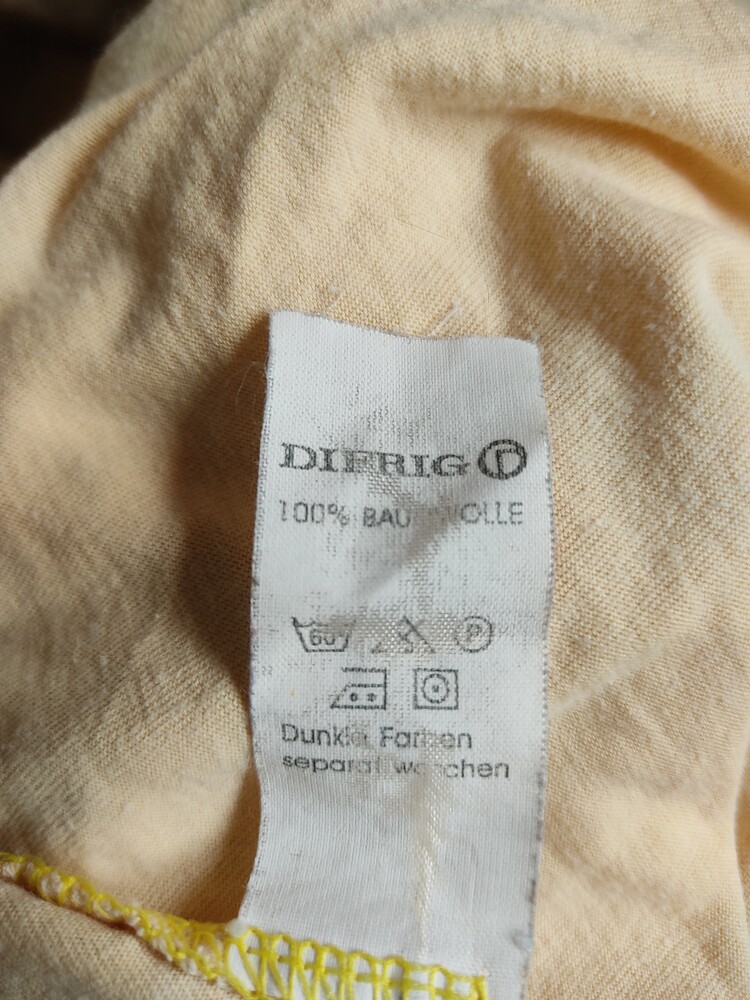 DIFRIG
100% BAUMWOLLE
60 P
Dunkle Farben
separat waschen